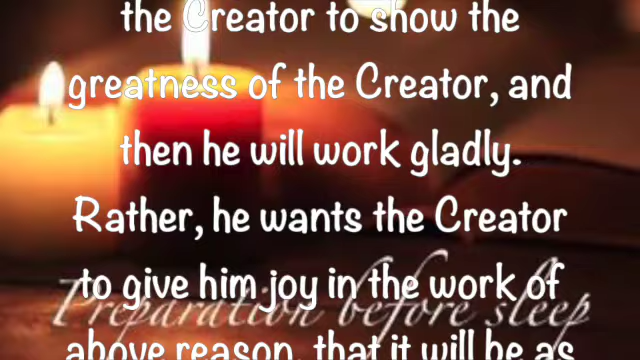 the Creator to show the
greatness of the Creator, and
then he will work gladly.
Rather, he wants the Creator
to give him joy in the work of
Preparation before sleep
above reason, that it will be as